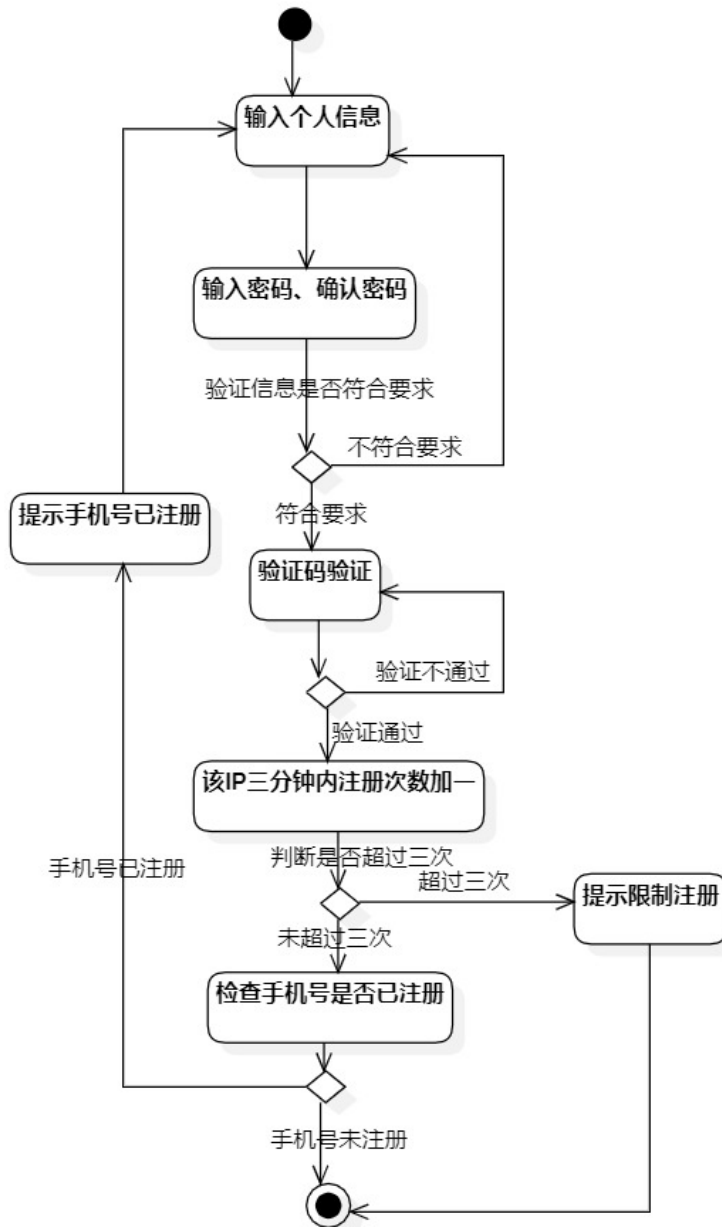 输入个人信息
输入密码、确认密码
验证信息是否符合要求
不符合要求
提示手机号已注册
符合要求
验证码验证
验证不通过
验证通过
该IP三分钟内注册次数加一
判断是否超过三次
手机号已注册
超过三次
提示限制注册
未超过三次
检查手机号是否已注册
手机号未注册